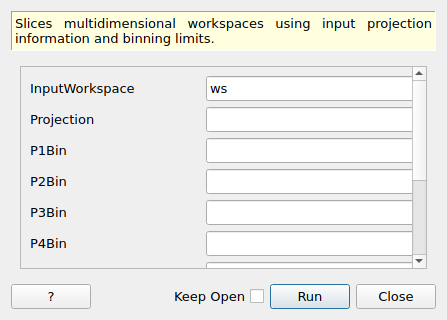 Slices multidimensional workspaces using input projection
information and binning limits.
InputWorkspace ws
Projection
P1Bin
P2Bin
P3Bin
P4Bin
? Keep Open Run Close